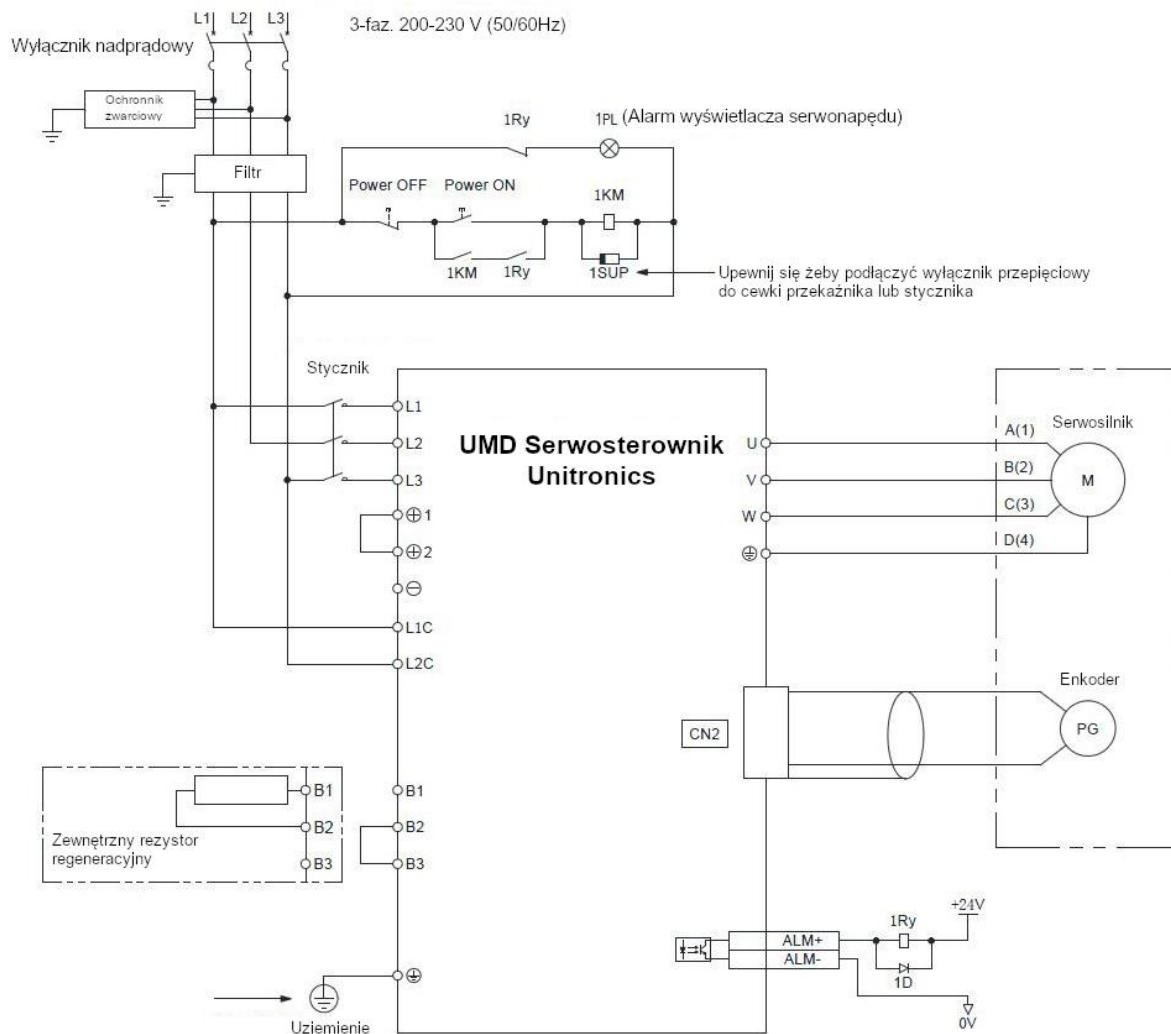 L1 L2 L3
3-faz. 200-230 V (50/60Hz)
Wyłącznik nadprądowy
Ochronnik
zwarciowy
Filtr
1Ry
1PL (Alarm wyświetlacza serwonapędu)
Power OFF
Power ON
1KM
1KM
1Ry
1SUP
Upewnij się żeby podłączyć wyłącznik przepięciowy
do cewki przekaźnika lub stycznika
Stycznik
L1
L2
L3
1
2
L1C
L2C
UMD Serwosterownik
Unitronics
U
V
W
A(1)
B(2)
C(3)
D(4)
Serwosilnik
M
Enkoder
PG
CN2
B1
B2
B3
Zewnętrzny rezystor
regeneracyjny
B1
B2
B3
ALM+
ALM-
1Ry
+24V
1D
0V
Uziemienie